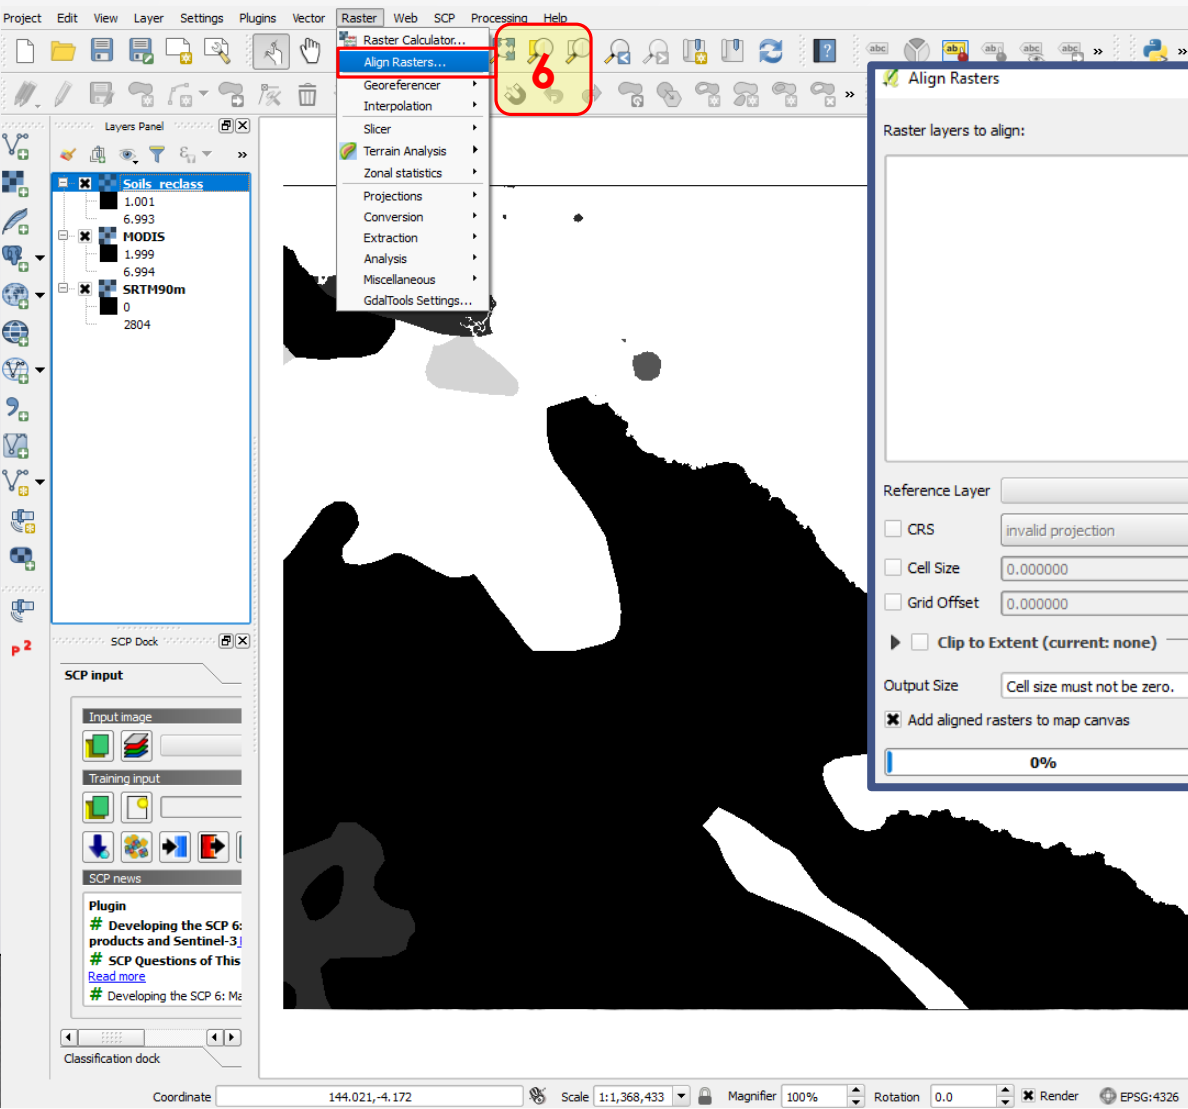 Project Edit View Layer Settings Plugins Vector Raster Web SCP Processing Help
Raster Calculator...
Align Rasters...
Georeferencer
Interpolation
Slicer
Terrain Analysis
Zonal statistics
Projections
Conversion
Extraction
Analysis
Miscellaneous
GdalTools Settings...
6
abc
ab
ab
abc
abc
»
»
»
Layers Panel
»
Soils_reclass
1.001
6.993
MODIS
1.999
6.994
SRTM90m
0
2804
P 2
SCP Dock
SCP input
Input image
Training input
SCP news
Plugin
# Developing the SCP 6:
products and Sentinel-3
# SCP Questions of This
Read more
# Developing the SCP 6: Ma
Classification dock
Align Rasters
Raster layers to align:
Reference Layer
CRS invalid projection
Cell Size 0.000000
Grid Offset 0.000000
Clip to Extent (current: none)
Output Size Cell size must not be zero.
Add aligned rasters to map canvas
0%
Coordinate 144.021,-4.172 Scale 1:1,368,433 Magnifier 100% Rotation 0.0 Render EPSG:4326